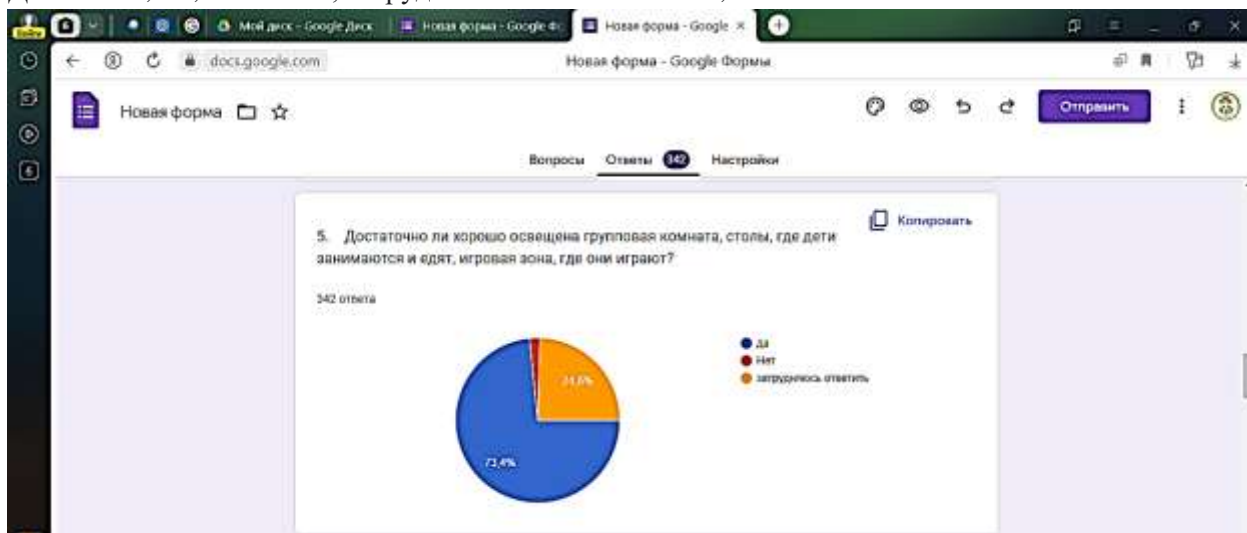 Мой диск – Google Диск
Новая форма - Google Фо
Новая форма - Google
docs.google.com
Новая форма - Google Формы
Новая форма
Отправить
Вопросы Ответы 342 Настройки
5. Достаточно ли хорошо освещена групповая комната, столы, где дети
занимаются и едят, игровая зона, где они играют?
Копировать
342 ответа
да
Нет
затрудняюсь ответить
24,6%
73,4%